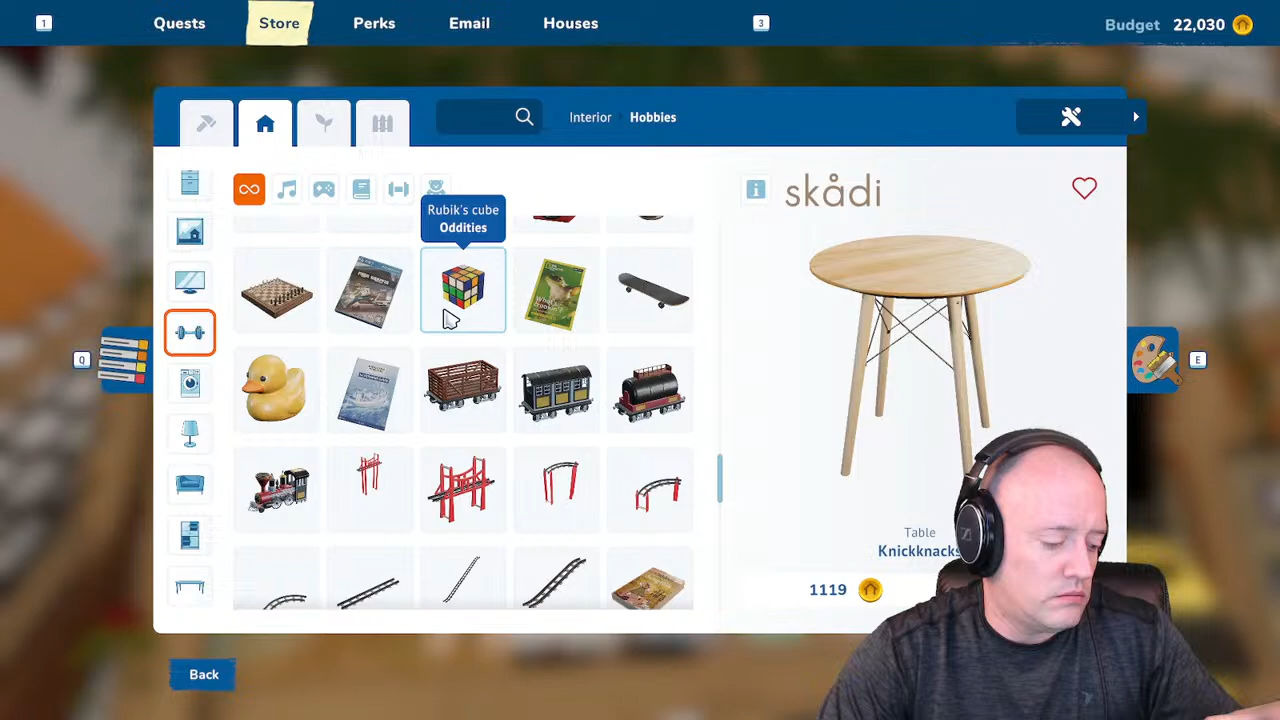 1
Quests
Store
Perks
Email
Houses
3
Budget 22,030
Interior Hobbies
Rubik's cube
Oddities
skådi
Q
E
Table
Knickknacks
1119
Back